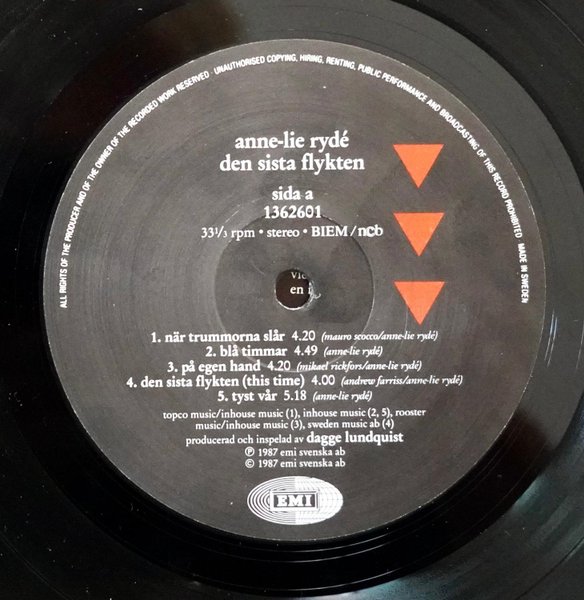 ALL RIGHTS OF THE PRODUCER AND OF THE OWNER OF THE RECORDED WORK RESERVED · UNAUTHORISED COPYING, HIRING, RENTING, PUBLIC PERFORMANCE AND BROADCASTING OF THIS RECORD PROHIBITED MADE IN SWEDEN
anne-lie rydé
den sista flykten
sida a
1362601
33⅓ rpm • stereo • BIEM/ncb
en
1. när trummorna slår 4.20 (mauro scocco/anne-lie rydé)
2. blå timmar 4.49 (anne-lie rydé)
3. på egen hand 4.20 (mikael rickfors/anne-lie rydé)
4. den sista flykten (this time) 4.00 (andrew farriss/anne-lie rydé)
5. tyst vår 5.18 (anne-lie rydé)
topco music/inhouse music (1), inhouse music (2, 5), rooster
music/inhouse music (3), sweden music ab (4)
producerad och inspelad av dagge lundquist
℗ 1987 emi svenska ab
© 1987 emi svenska ab
EMI